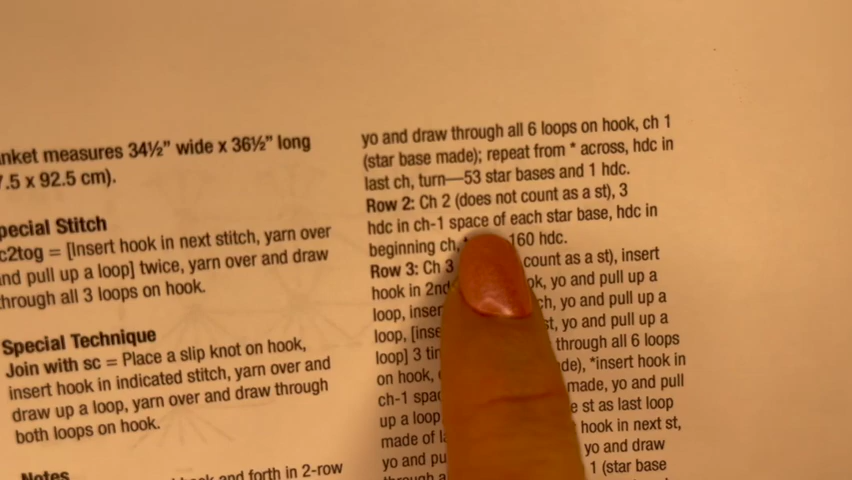 nket measures 34½” wide x 36½” long
7.5 x 92.5 cm).
pecial Stitch
c2tog = [Insert hook in next stitch, yarn over
nd pull up a loop] twice, yarn over and draw
through all 3 loops on hook.
Special Technique
Join with sc = Place a slip knot on hook,
insert hook in indicated stitch, yarn over and
draw up a loop, yarn over and draw through
both loops on hook.
Notes
and forth in 2-row
yo and draw through all 6 loops on hook, ch 1
(star base made); repeat from * across, hdc in
last ch, turn—53 star bases and 1 hdc.
Row 2: Ch 2 (does not count as a st), 3
hdc in ch-1 space of each star base, hdc in
beginning ch, 160 hdc.
Row 3: Ch 3 count as a st), insert
hook in 2nd yo and pull up a
loop, yo and pull up a
loop, yo and pull up a
loop] 3 through all 6 loops
on hook, *insert hook in
ch-1 made, yo and pull
up a loop st as last loop
made of hook in next st,
yo and yo and draw
1 (star base